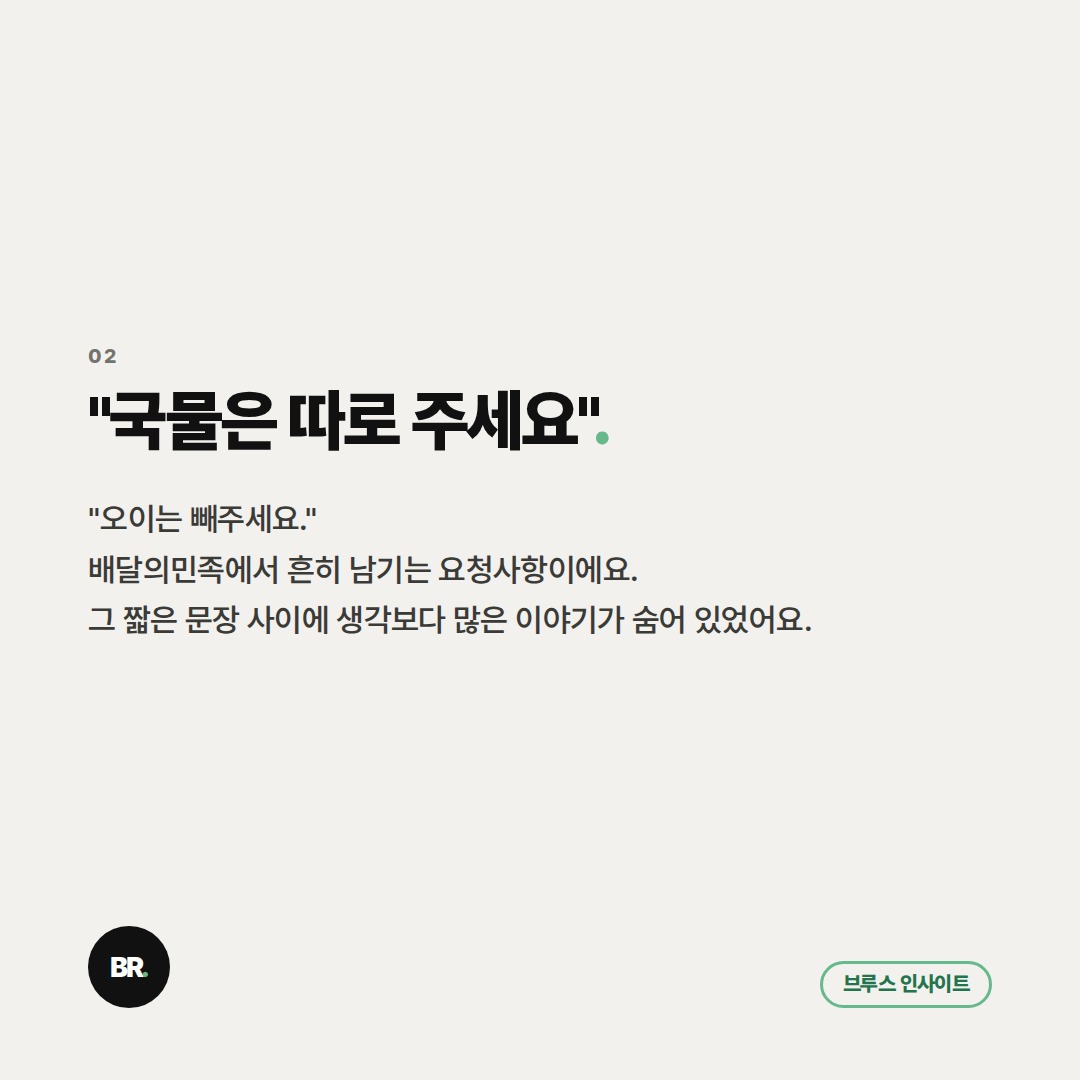 02
"국물은 따로 주세요".
"오이는 빼주세요."
배달의민족에서 흔히 남기는 요청사항이에요.
그 짧은 문장 사이에 생각보다 많은 이야기가 숨어 있었어요.
BR.
브루스 인사이트